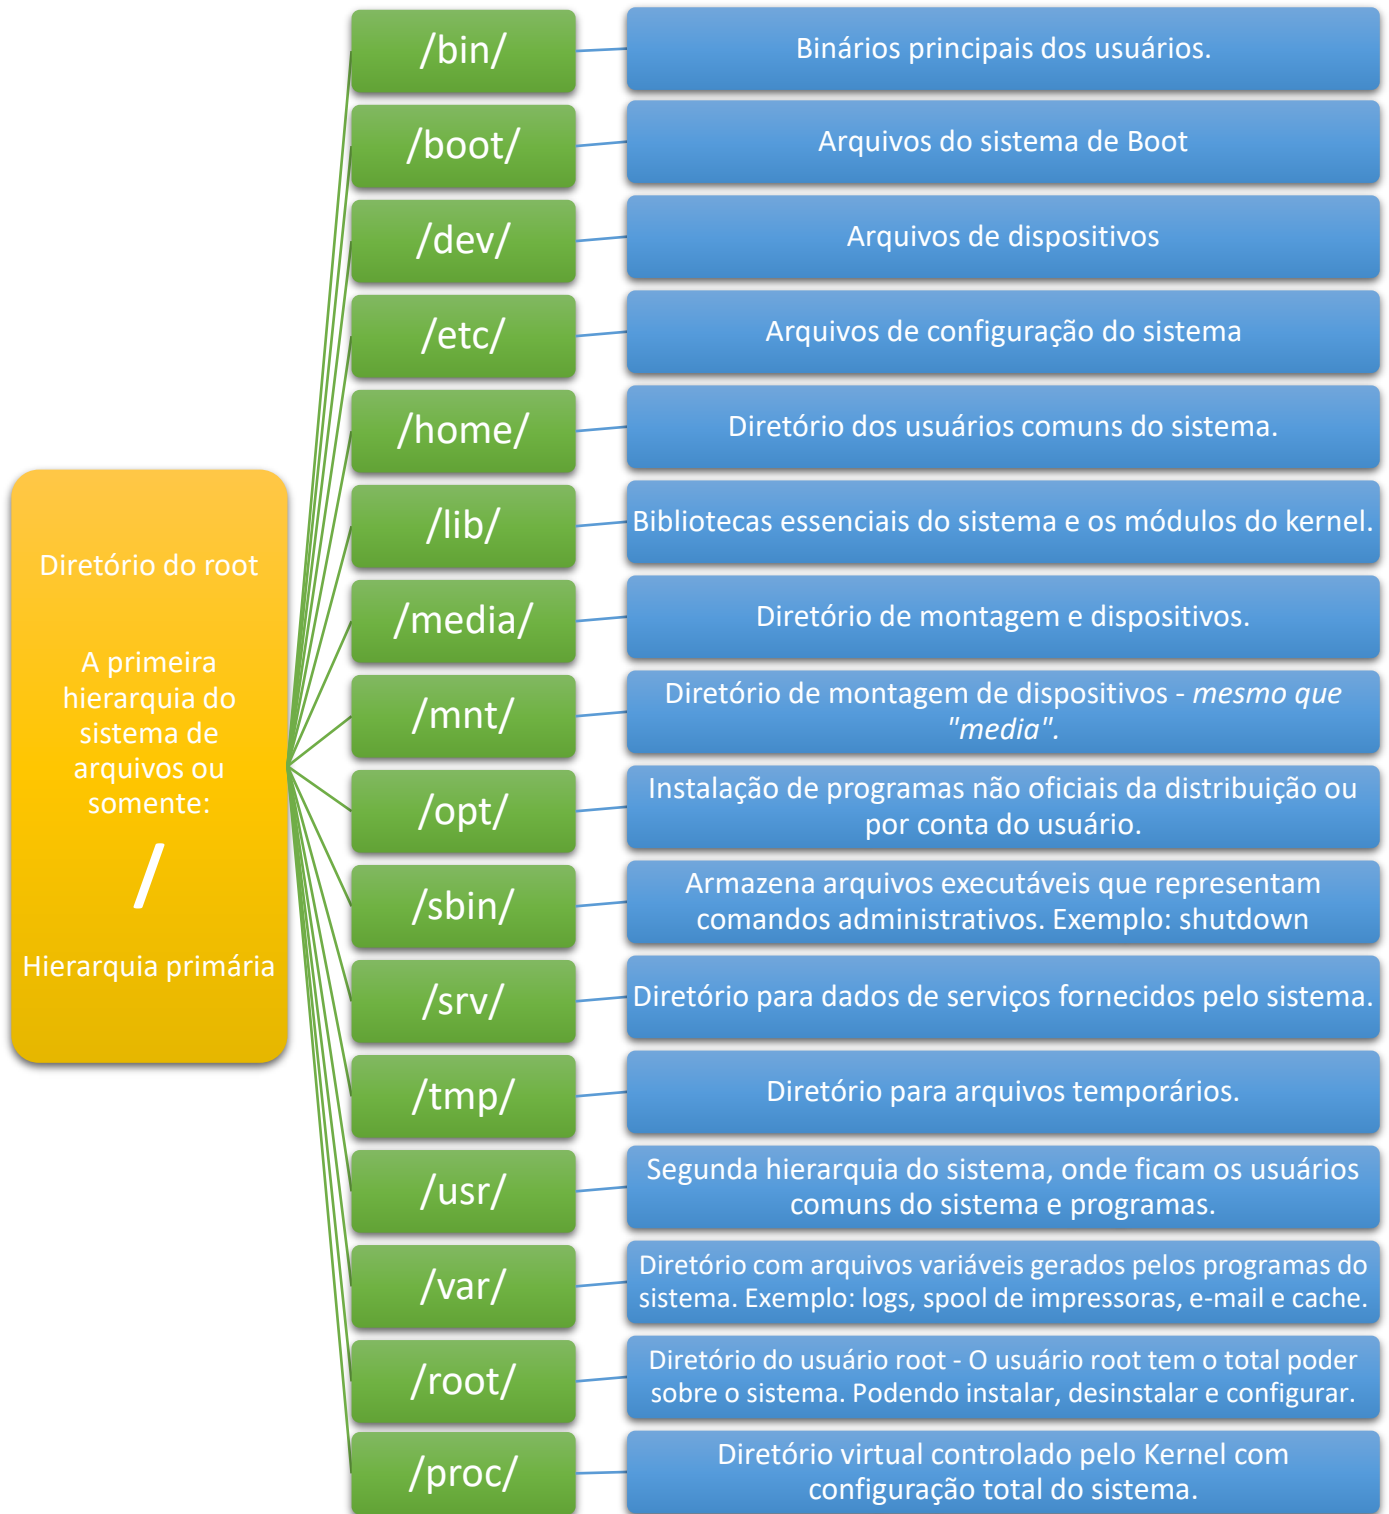 Diretório do root
A primeira
hierarquia do
sistema de
arquivos ou
somente:
/
Hierarquia primária
/bin/
Binários principais dos usuários.
/boot/
Arquivos do sistema de Boot
/dev/
Arquivos de dispositivos
/etc/
Arquivos de configuração do sistema
/home/
Diretório dos usuários comuns do sistema.
/lib/
Bibliotecas essenciais do sistema e os módulos do kernel.
/media/
Diretório de montagem e dispositivos.
/mnt/
Diretório de montagem de dispositivos - mesmo que
"media".
/opt/
Instalação de programas não oficiais da distribuição ou
por conta do usuário.
/sbin/
Armazena arquivos executáveis que representam
comandos administrativos. Exemplo: shutdown
/srv/
Diretório para dados de serviços fornecidos pelo sistema.
/tmp/
Diretório para arquivos temporários.
/usr/
Segunda hierarquia do sistema, onde ficam os usuários
comuns do sistema e programas.
/var/
Diretório com arquivos variáveis gerados pelos programas do
sistema. Exemplo: logs, spool de impressoras, e-mail e cache.
/root/
Diretório do usuário root - O usuário root tem o total poder
sobre o sistema. Podendo instalar, desinstalar e configurar.
/proc/
Diretório virtual controlado pelo Kernel com
configuração total do sistema.